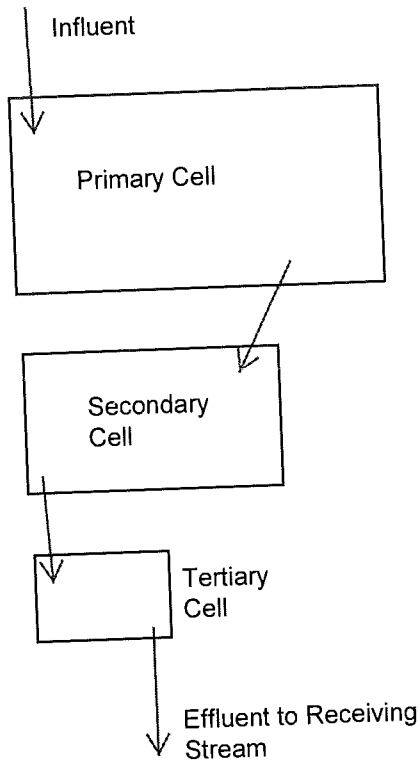 Influent
Primary Cell
Secondary
Cell
Tertiary
Cell
Effluent to Receiving
Stream